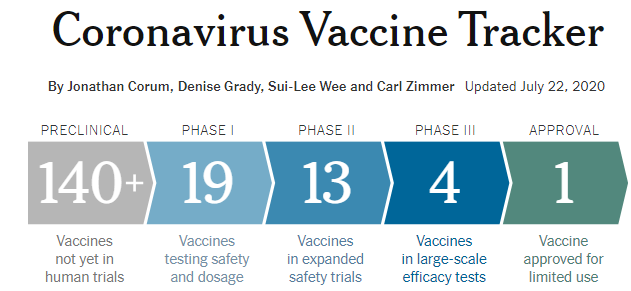 Coronavirus Vaccine Tracker
By Jonathan Corum, Denise Grady, Sui-Lee Wee and Carl Zimmer Updated July 22, 2020
PRECLINICAL PHASE I PHASE II PHASE III APPROVAL
140+ 19 13 4 1
Vaccines Vaccines Vaccines Vaccines Vaccine
not yet in testing safety in expanded in large-scale approved for
human trials and dosage safety trials efficacy tests limited use